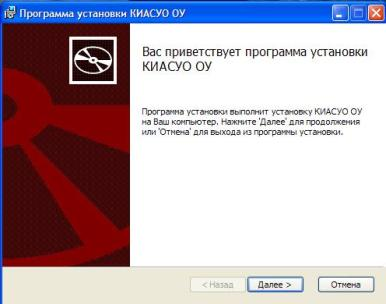 Программа установки КИАСУО ОУ
Вас приветствует программа установки
КИАСУО ОУ
Программа установки выполнит установку КИАСУО ОУ
на Ваш компьютер. Нажмите 'Далее' для продолжения
или 'Отмена' для выхода из программы установки.
< Назад Далее > Отмена